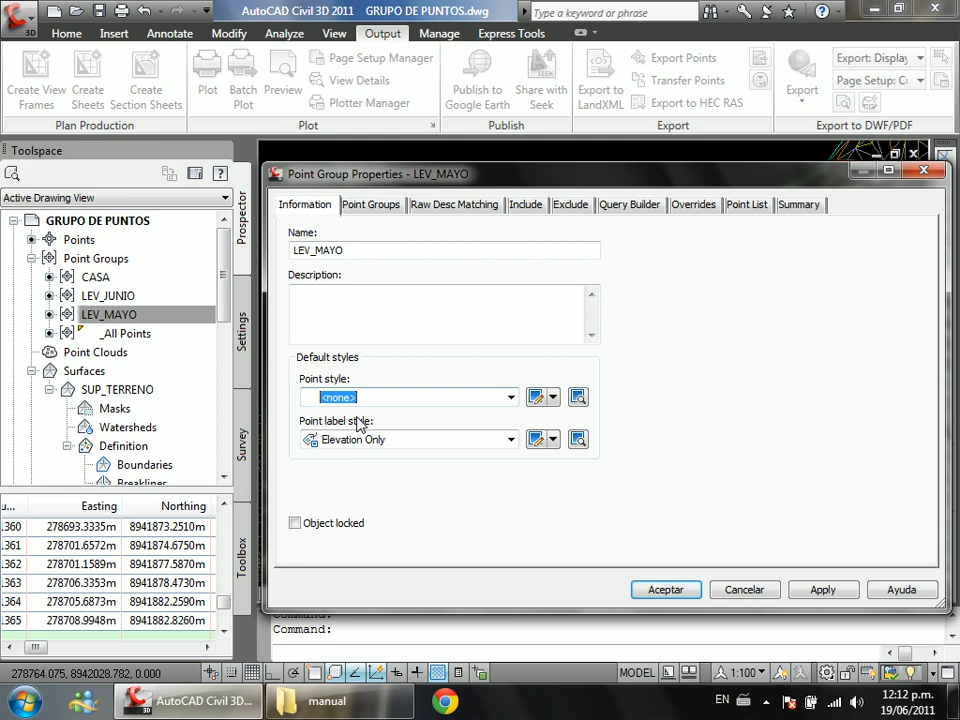 AutoCAD Civil 3D 2011 GRUPO DE PUNTOS.dwg
Type a keyword or phrase
3D
Home Insert Annotate Modify Analyze View Output Manage Express Tools
Create View Frames
Create Sheets
Create Section Sheets
Plan Production
Plot
Batch Plot
Preview
Page Setup Manager
View Details
Plotter Manager
Plot
Publish to Google Earth
Share with Seek
SEEK
Publish
Export to LandXML
Export Points
Transfer Points
Export to HEC RAS
Export
Export
Export: Display
Page Setup: C
Export to DWF/PDF
Toolspace
Active Drawing View
GRUPO DE PUNTOS
Points
Point Groups
CASA
LEV_JUNIO
LEV_MAYO
_All Points
Point Clouds
Surfaces
SUP_TERRENO
Masks
Watersheds
Definition
Boundaries
Breaklines
Prospector
Settings
Survey
Toolbox
u... Easting Northing
1360 278693.3335m 8941873.2510m
1361 278701.6572m 8941874.6750m
1362 278701.1589m 8941877.5870m
1363 278706.3353m 8941878.4730m
1364 278705.6873m 8941882.2590m
1365 278708.9948m 8941882.8260m
Point Group Properties - LEV_MAYO
Information Point Groups Raw Desc Matching Include Exclude Query Builder Overrides Point List Summary
Name:
LEV_MAYO
Description:
Default styles
Point style:
<none>
Point label style:
Elevation Only
Object locked
Aceptar Cancelar Apply Ayuda
Command:
Command:
278764.075, 8942028.782, 0.000
MODEL
1:100
AutoCAD Civil 3D...
manual
EN
12:12 p.m.
19/06/2011